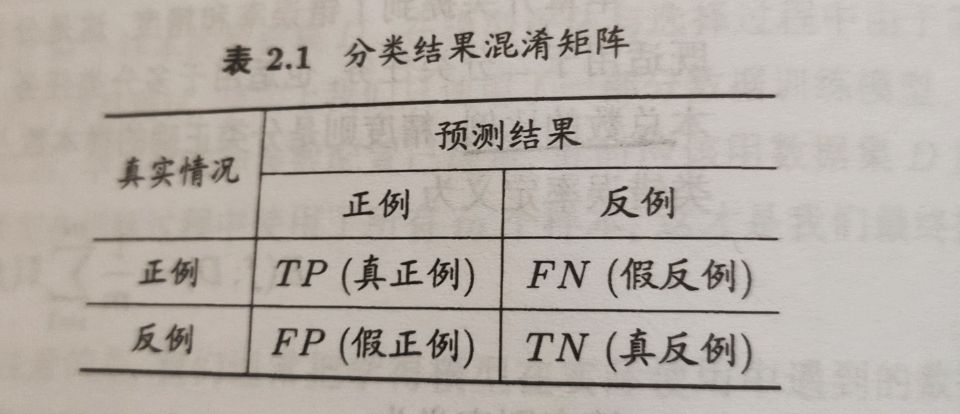 表 2.1 分类结果混淆矩阵
真实情况 预测结果
正例 反例
正例 TP (真正例) FN (假反例)
反例 FP (假正例) TN (真反例)